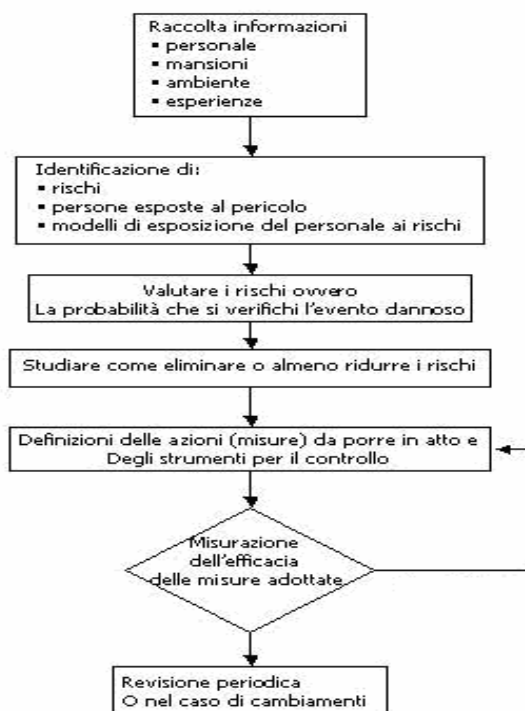 Raccolta informazioni
▪ personale
▪ mansioni
▪ ambiente
▪ esperienze
Identificazione di:
▪ rischi
▪ persone esposte al pericolo
▪ modelli di esposizione del personale ai rischi
Valutare i rischi ovvero
La probabilità che si verifichi l'evento dannoso
Studiare come eliminare o almeno ridurre i rischi
Definizioni delle azioni (misure) da porre in atto e
Degli strumenti per il controllo
Misurazione
dell'efficacia
delle misure adottate
Revisione periodica
O nel caso di cambiamenti